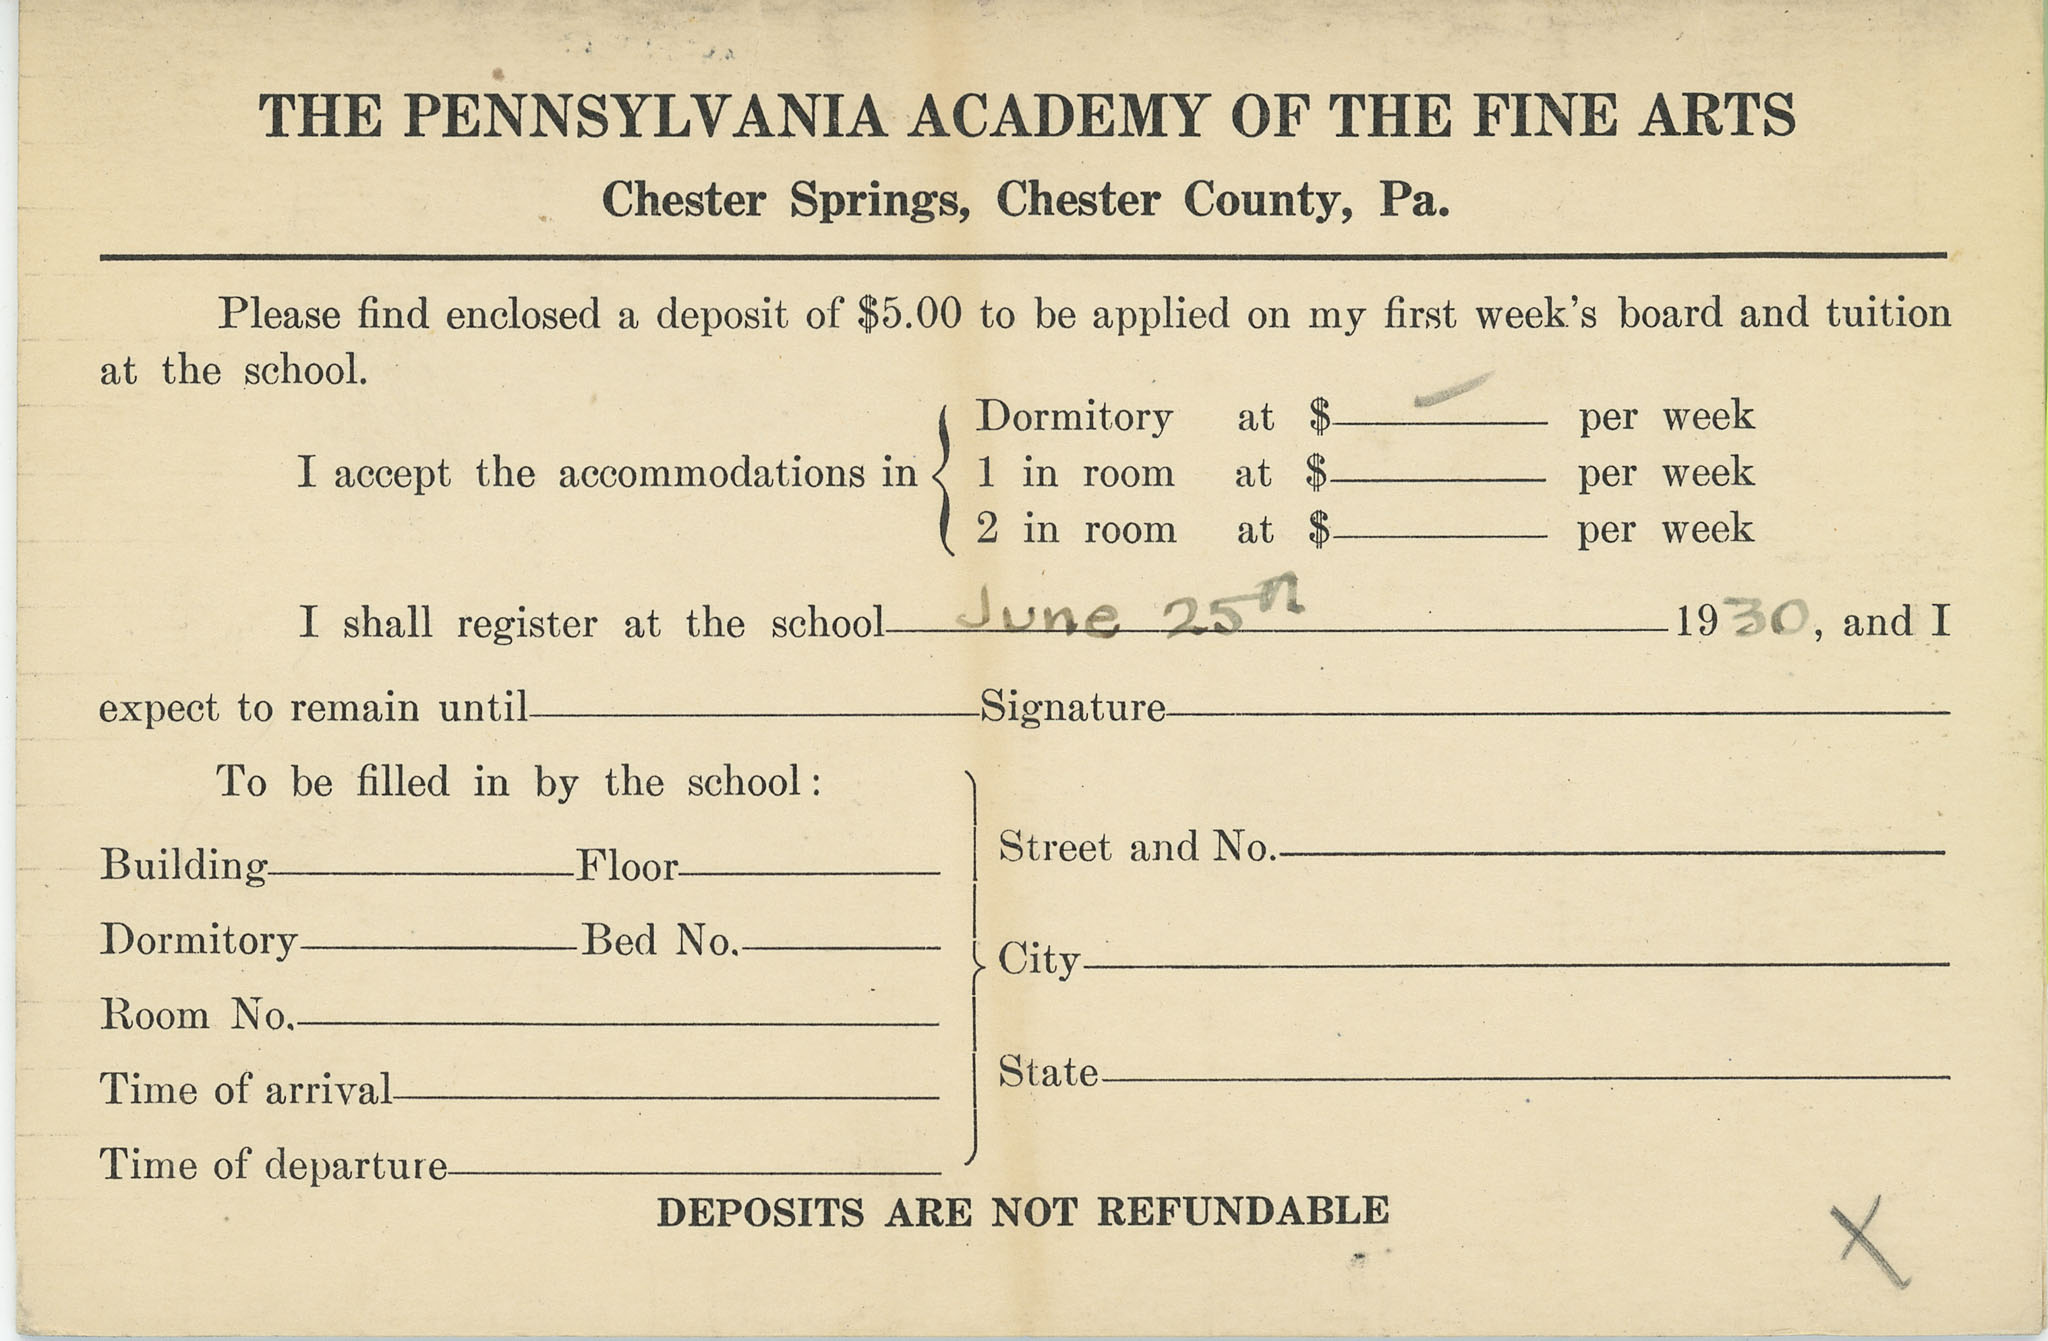 THE PENNSYLVANIA ACADEMY OF THE FINE ARTS
Chester Springs, Chester County, Pa.
Please find enclosed a deposit of $5.00 to be applied on my first week's board and tuition
at the school.
I accept the accommodations in
Dormitory at $ per week
1 in room at $ per week
2 in room at $ per week
I shall register at the school June 25th 1930, and I
expect to remain until Signature
To be filled in by the school:
Building Floor
Dormitory Bed No.
Room No.
Time of arrival
Time of departure
Street and No.
City
State
DEPOSITS ARE NOT REFUNDABLE
X